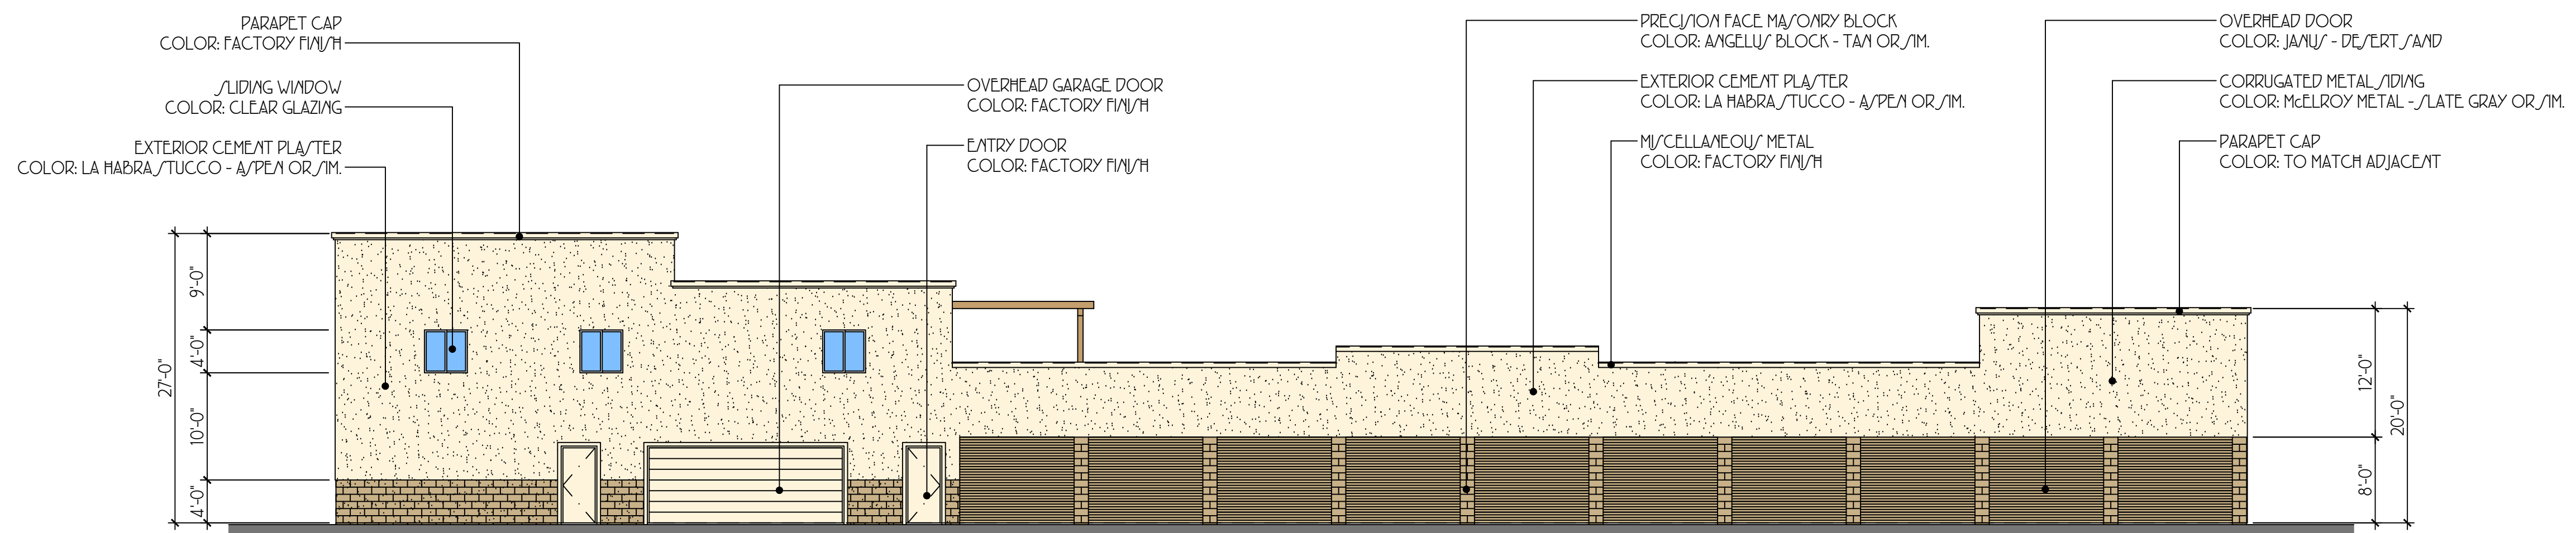 PARAPET CAP
COLOR: FACTORY FINISH
SLIDING WINDOW
COLOR: CLEAR GLAZING
EXTERIOR CEMENT PLASTER
COLOR: LA HABRA STUCCO - ASPEN OR SIM.
OVERHEAD GARAGE DOOR
COLOR: FACTORY FINISH
ENTRY DOOR
COLOR: FACTORY FINISH
PRECISION FACE MASONRY BLOCK
COLOR: ANGELUS BLOCK - TAN OR SIM.
EXTERIOR CEMENT PLASTER
COLOR: LA HABRA STUCCO - ASPEN OR SIM.
MISCELLANEOUS METAL
COLOR: FACTORY FINISH
OVERHEAD DOOR
COLOR: JANUS - DESERT SAND
CORRUGATED METAL SIDING
COLOR: McELROY METAL - SLATE GRAY OR SIM.
PARAPET CAP
COLOR: TO MATCH ADJACENT
27'-0"
9'-0"
4'-0"
10'-0"
4'-0"
12'-0"
8'-0"
20'-0"